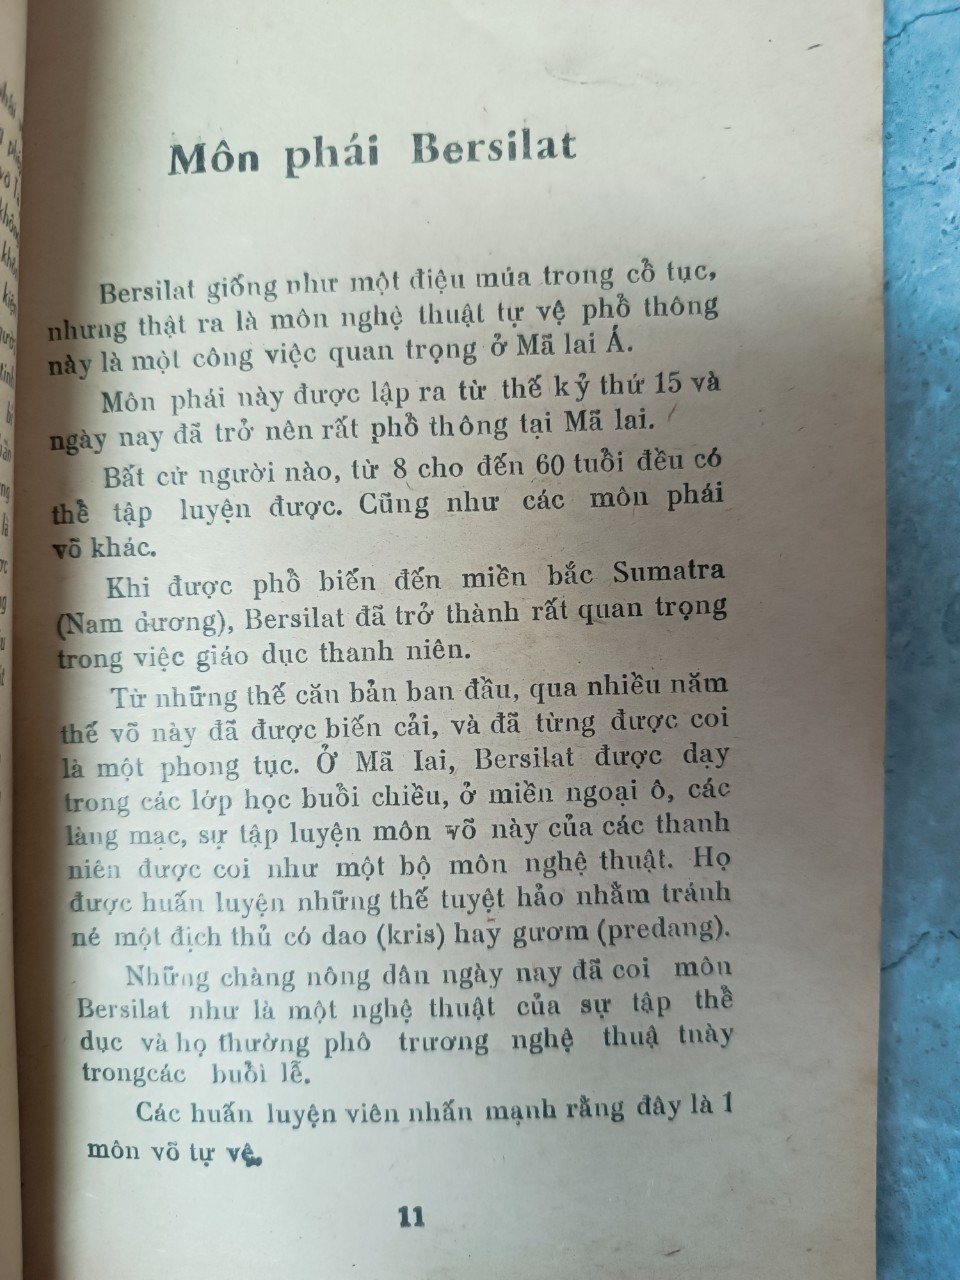 Môn phái Bersilat
Bersilat giống như một điệu múa trong cổ tục,
nhưng thật ra là môn nghệ thuật tự vệ phổ thông
này là một công việc quan trọng ở Mã lai Á.
Môn phái này được lập ra từ thế kỷ thứ 15 và
ngày nay đã trở nên rất phổ thông tại Mã lai.
Bất cứ người nào, từ 8 cho đến 60 tuổi đều có
thể tập luyện được. Cũng như các môn phái
võ khác.
Khi được phổ biến đến miền bắc Sumatra
(Nam dương), Bersilat đã trở thành rất quan trọng
trong việc giáo dục thanh niên.
Từ những thế căn bản ban đầu, qua nhiều năm
thế võ này đã được biến cải, và đã từng được coi
là một phong tục. Ở Mã Iai, Bersilat được dạy
trong các lớp học buổi chiều, ở miền ngoại ô, các
làng mạc, sự tập luyện môn võ này của các thanh
niên được coi như một bộ môn nghệ thuật. Họ
được huấn luyện những thế tuyệt hảo nhằm tránh
né một địch thủ có dao (kris) hay gươm (predang).
Những chàng nông dân ngày nay đã coi môn
Bersilat như là một nghệ thuật của sự tập thể
dục và họ thường phô trương nghệ thuậ tnày
trongcác buổi lễ.
Các huấn luyện viên nhấn mạnh rằng đây là 1
môn võ tự vệ.
11